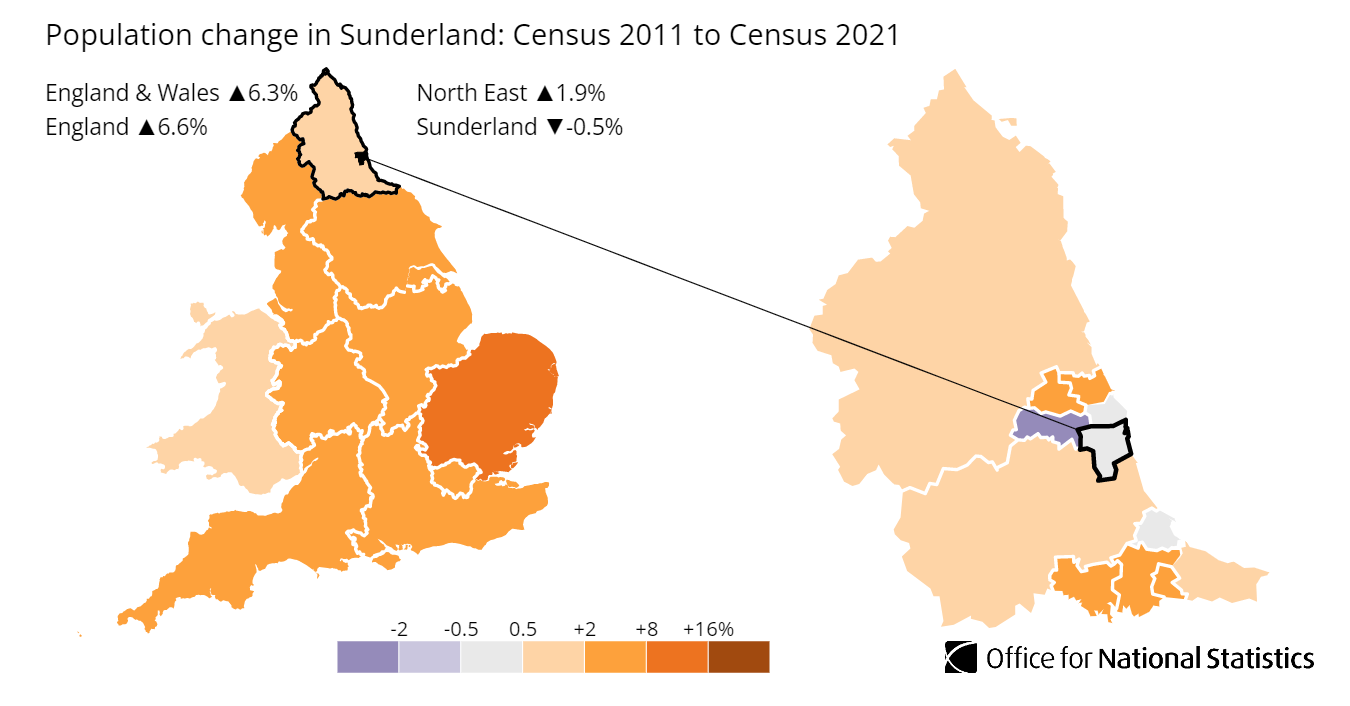 Population change in Sunderland: Census 2011 to Census 2021
England & Wales ▲6.3%
North East ▲1.9%
England ▲6.6%
Sunderland ▼-0.5%
-2 -0.5 0.5 +2 +8 +16%
Office for National Statistics